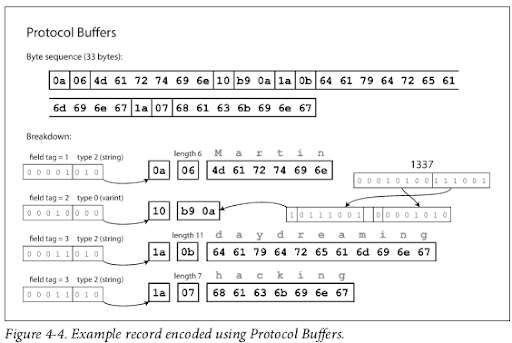 Protocol Buffers
Byte sequence (33 bytes):
0a 06 4d 61 72 74 69 6e 10 b9 0a 1a 0b 64 61 79 64 72 65 61
6d 69 6e 67 1a 07 68 61 63 6b 69 6e 67
Breakdown:
field tag = 1 type 2 (string) length 6 M a r t i n
0 0 0 0 1 0 1 0 0a 06 4d 61 72 74 69 6e
1337
field tag = 2 type 0 (varint) 0 0 0 1 0 1 0 0 1 1 1 0 0 1
0 0 0 1 0 0 0 0 10 b9 0a 1 0 1 1 1 0 0 1 0 0 0 0 1 0 1 0
field tag = 3 type 2 (string) length 11 d a y d r e a m i n g
0 0 0 1 1 0 1 0 1a 0b 64 61 79 64 72 65 61 6d 69 6e 67
field tag = 3 type 2 (string) length 7 h a c k i n g
0 0 0 1 1 0 1 0 1a 07 68 61 63 6b 69 6e 67
Figure 4-4. Example record encoded using Protocol Buffers.